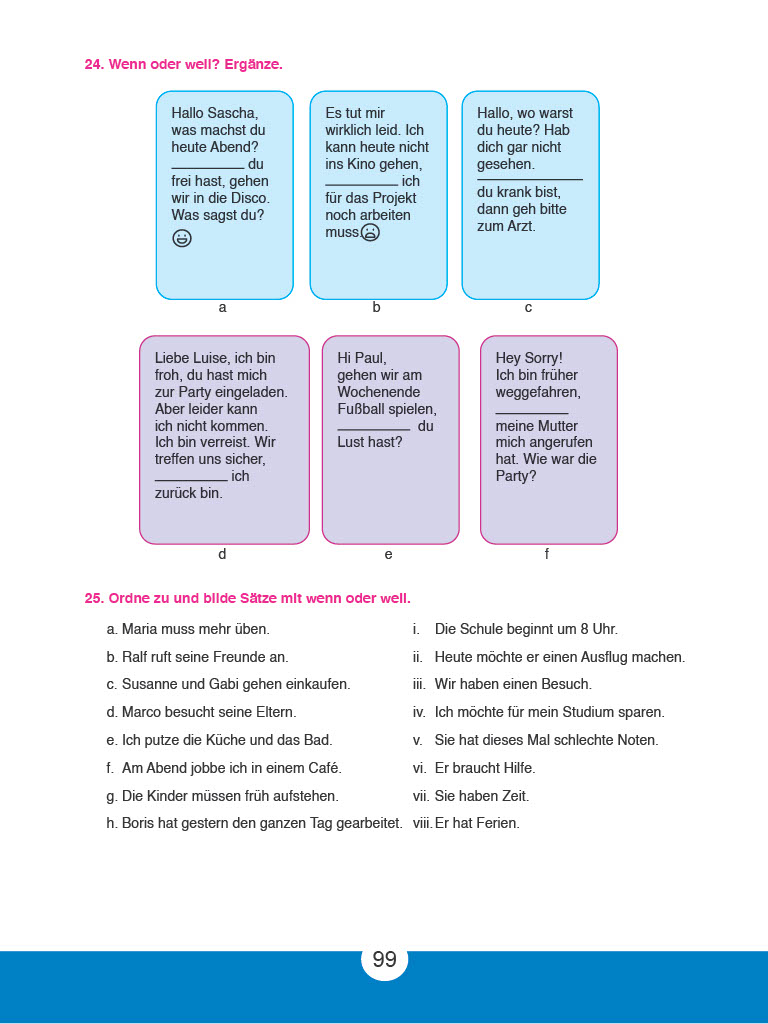 24. Wenn oder weil? Ergänze.
Hallo Sascha,
was machst du
heute Abend?
__________ du
frei hast, gehen
wir in die Disco.
Was sagst du?
a
Es tut mir
wirklich leid. Ich
kann heute nicht
ins Kino gehen,
__________ ich
für das Projekt
noch arbeiten
muss.
b
Hallo, wo warst
du heute? Hab
dich gar nicht
gesehen.
______________
du krank bist,
dann geh bitte
zum Arzt.
c
Liebe Luise, ich bin
froh, du hast mich
zur Party eingeladen.
Aber leider kann
ich nicht kommen.
Ich bin verreist. Wir
treffen uns sicher,
__________ ich
zurück bin.
d
Hi Paul,
gehen wir am
Wochenende
Fußball spielen,
__________ du
Lust hast?
e
Hey Sorry!
Ich bin früher
weggefahren,
__________
meine Mutter
mich angerufen
hat. Wie war die
Party?
f
25. Ordne zu und bilde Sätze mit wenn oder weil.
a. Maria muss mehr üben.
b. Ralf ruft seine Freunde an.
c. Susanne und Gabi gehen einkaufen.
d. Marco besucht seine Eltern.
e. Ich putze die Küche und das Bad.
f. Am Abend jobbe ich in einem Café.
g. Die Kinder müssen früh aufstehen.
h. Boris hat gestern den ganzen Tag gearbeitet.
i. Die Schule beginnt um 8 Uhr.
ii. Heute möchte er einen Ausflug machen.
iii. Wir haben einen Besuch.
iv. Ich möchte für mein Studium sparen.
v. Sie hat dieses Mal schlechte Noten.
vi. Er braucht Hilfe.
vii. Sie haben Zeit.
viii. Er hat Ferien.
99